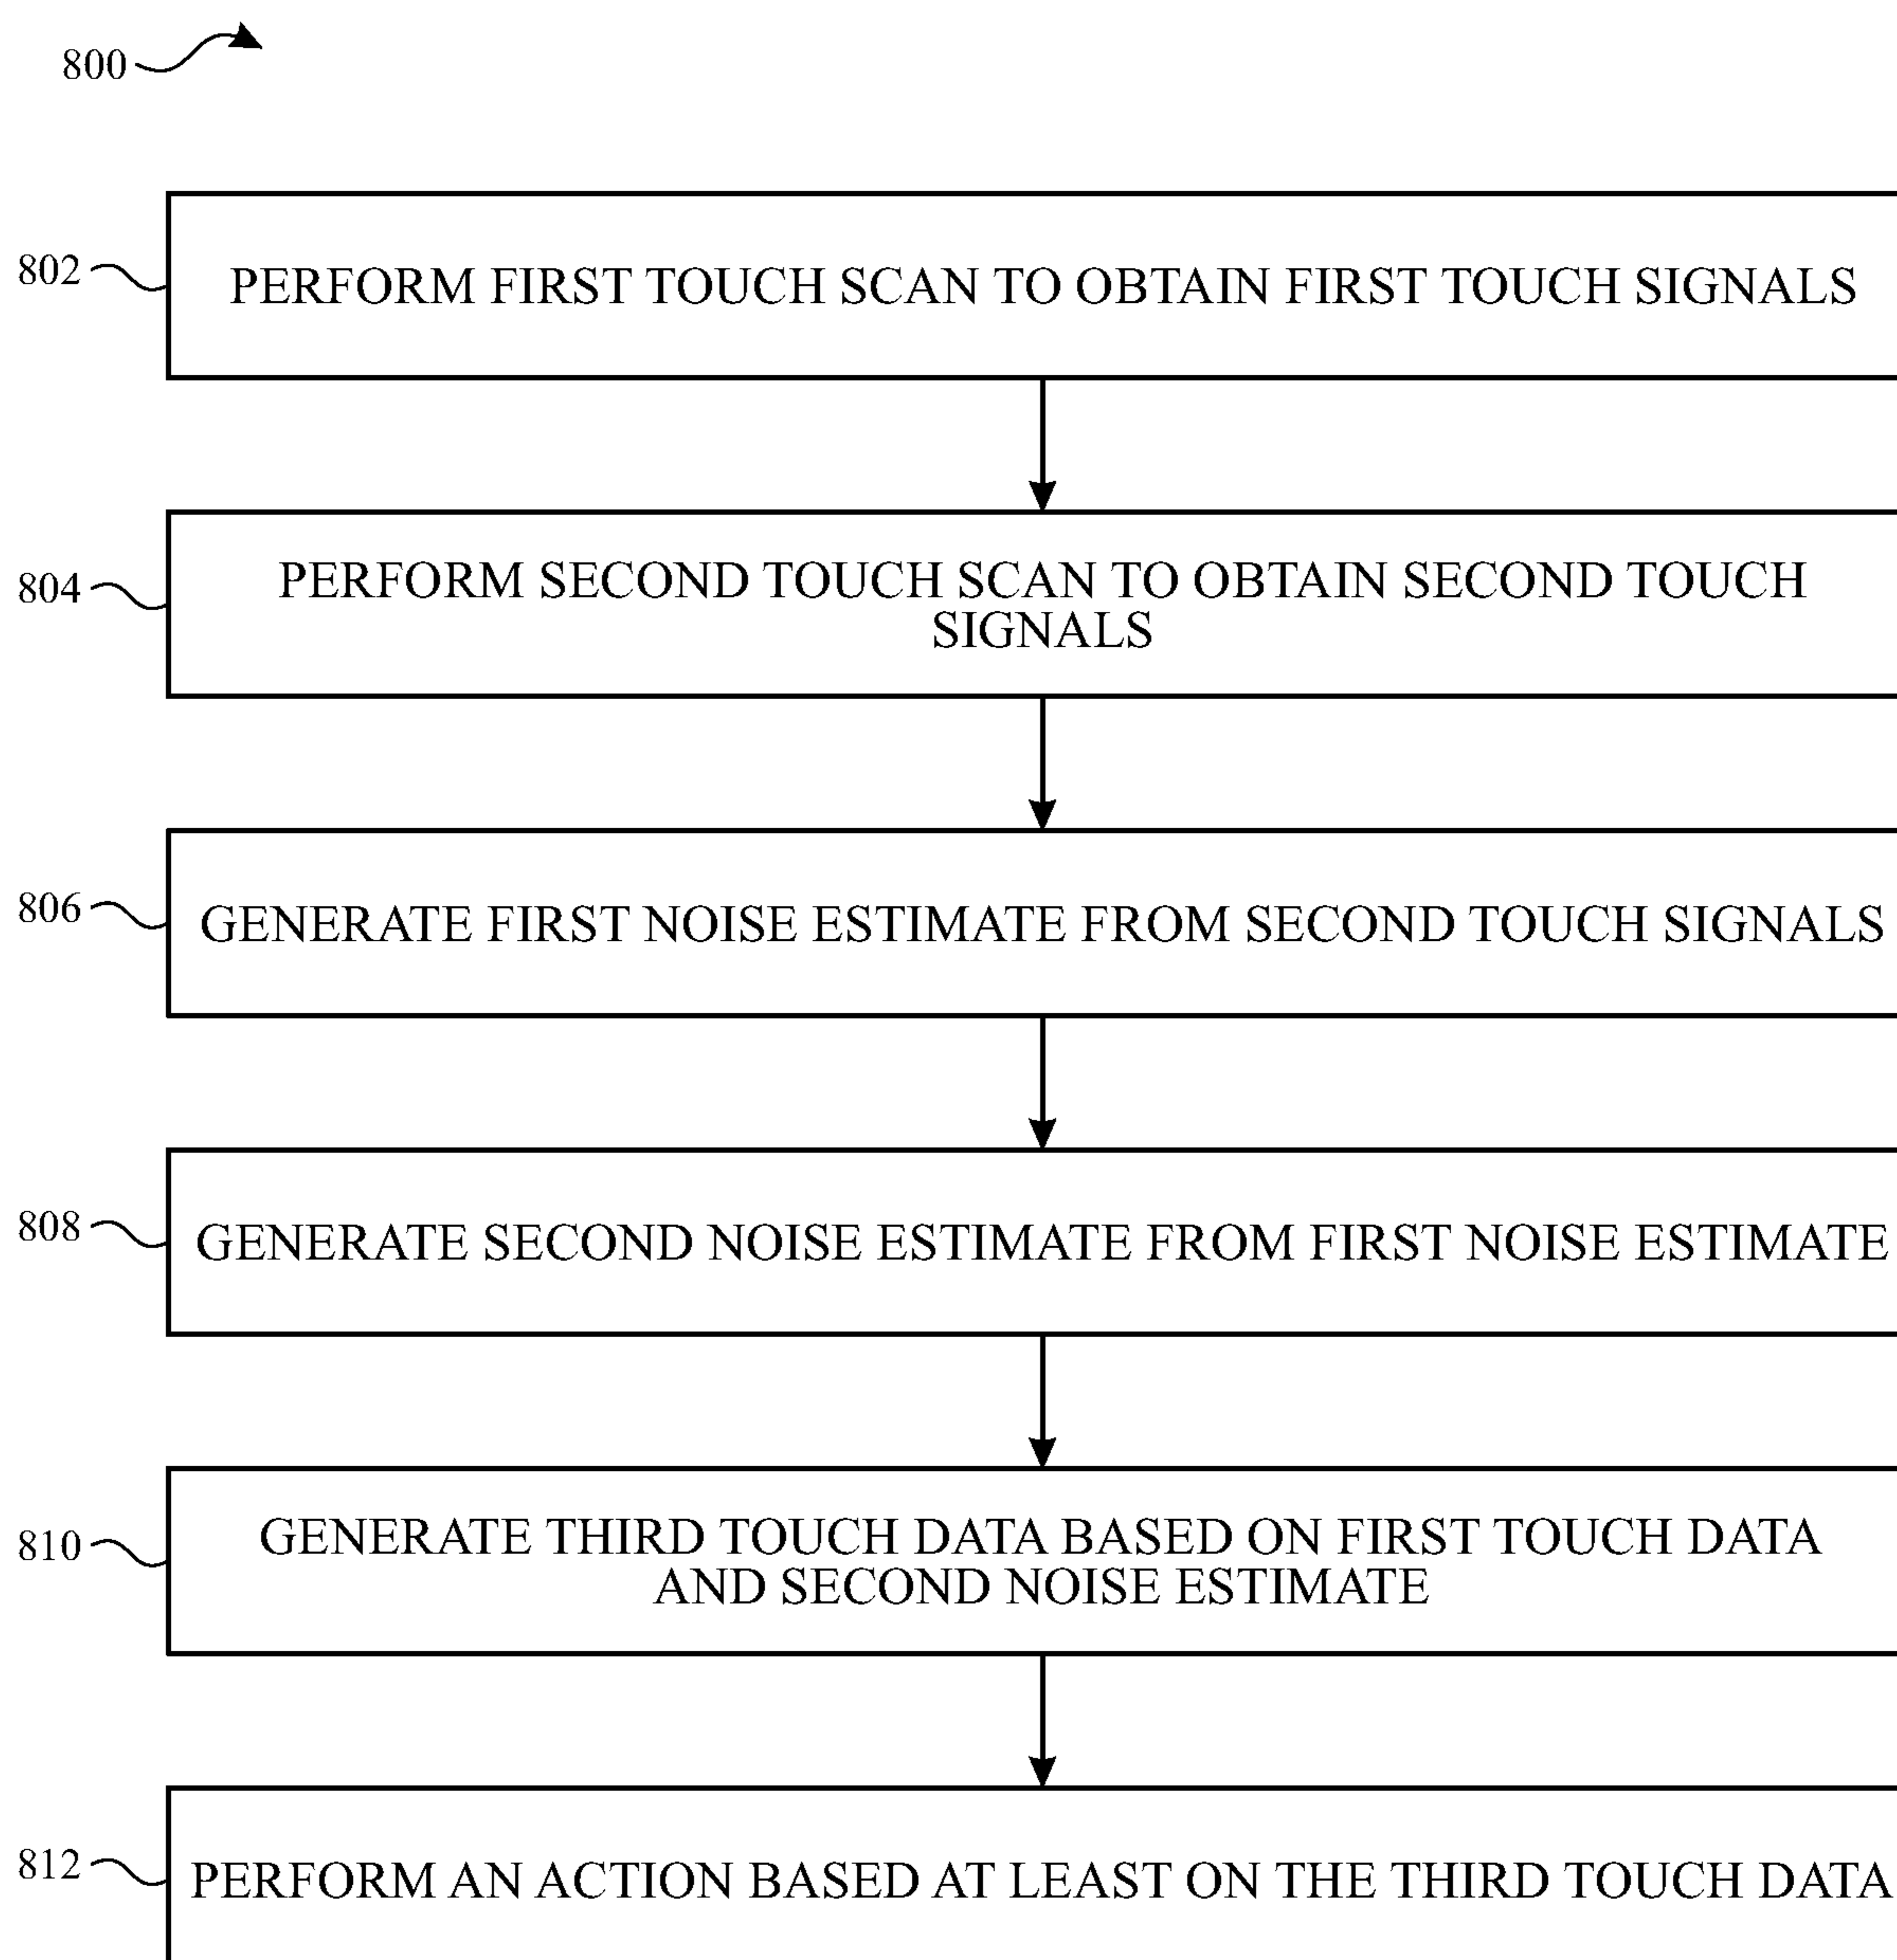 800
802
PERFORM FIRST TOUCH SCAN TO OBTAIN FIRST TOUCH SIGNALS
804
PERFORM SECOND TOUCH SCAN TO OBTAIN SECOND TOUCH
SIGNALS
806
GENERATE FIRST NOISE ESTIMATE FROM SECOND TOUCH SIGNALS
808
GENERATE SECOND NOISE ESTIMATE FROM FIRST NOISE ESTIMATE
810
GENERATE THIRD TOUCH DATA BASED ON FIRST TOUCH DATA
AND SECOND NOISE ESTIMATE
812
PERFORM AN ACTION BASED AT LEAST ON THE THIRD TOUCH DATA